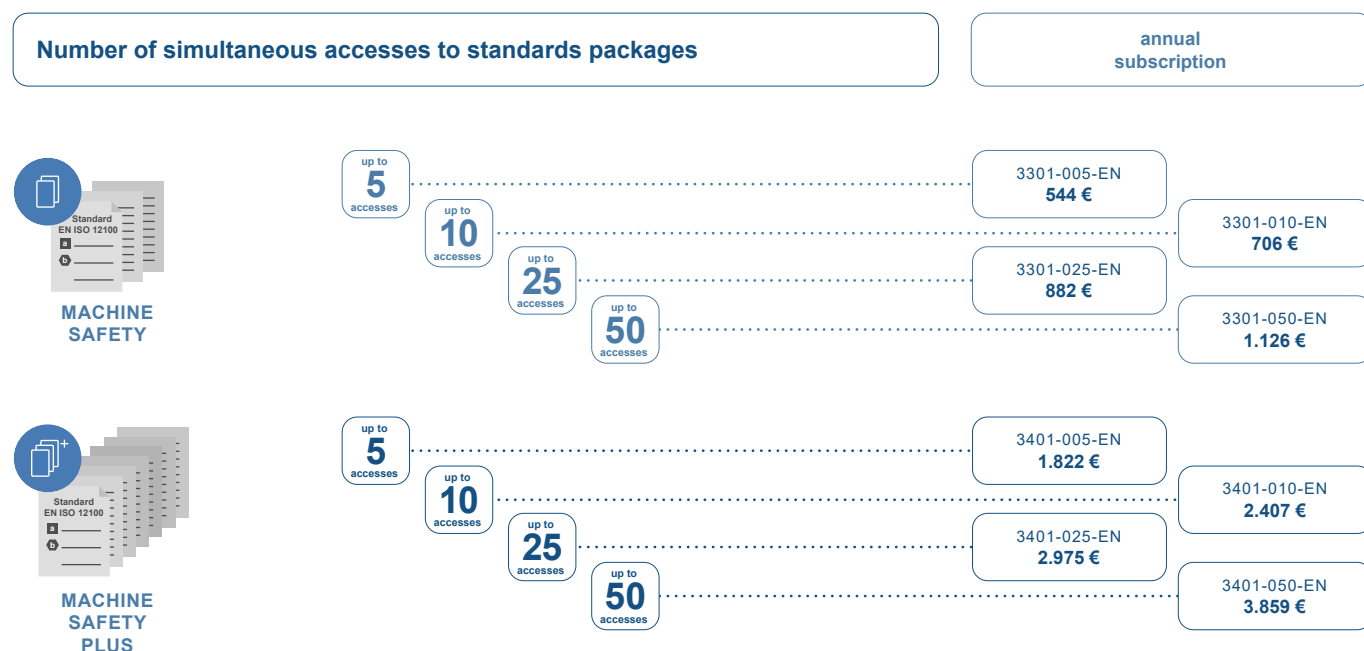 Number of simultaneous accesses to standards packages
annual
subscription
Standard
EN ISO 12100
a
b
MACHINE
SAFETY
up to
5
accesses
3301-005-EN
544 €
up to
10
accesses
3301-010-EN
706 €
up to
25
accesses
3301-025-EN
882 €
up to
50
accesses
3301-050-EN
1.126 €
Standard
EN ISO 12100
a
b
MACHINE
SAFETY
PLUS
up to
5
accesses
3401-005-EN
1.822 €
up to
10
accesses
3401-010-EN
2.407 €
up to
25
accesses
3401-025-EN
2.975 €
up to
50
accesses
3401-050-EN
3.859 €